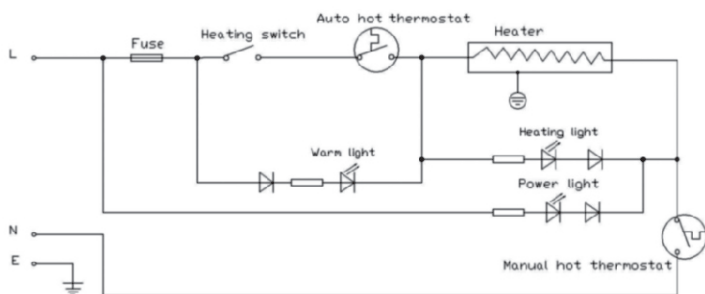 Auto hot thermostat
Heating switch
Heater
Fuse
L
Heating light
Warm light
Power light
N
E
Manual hot thermostat